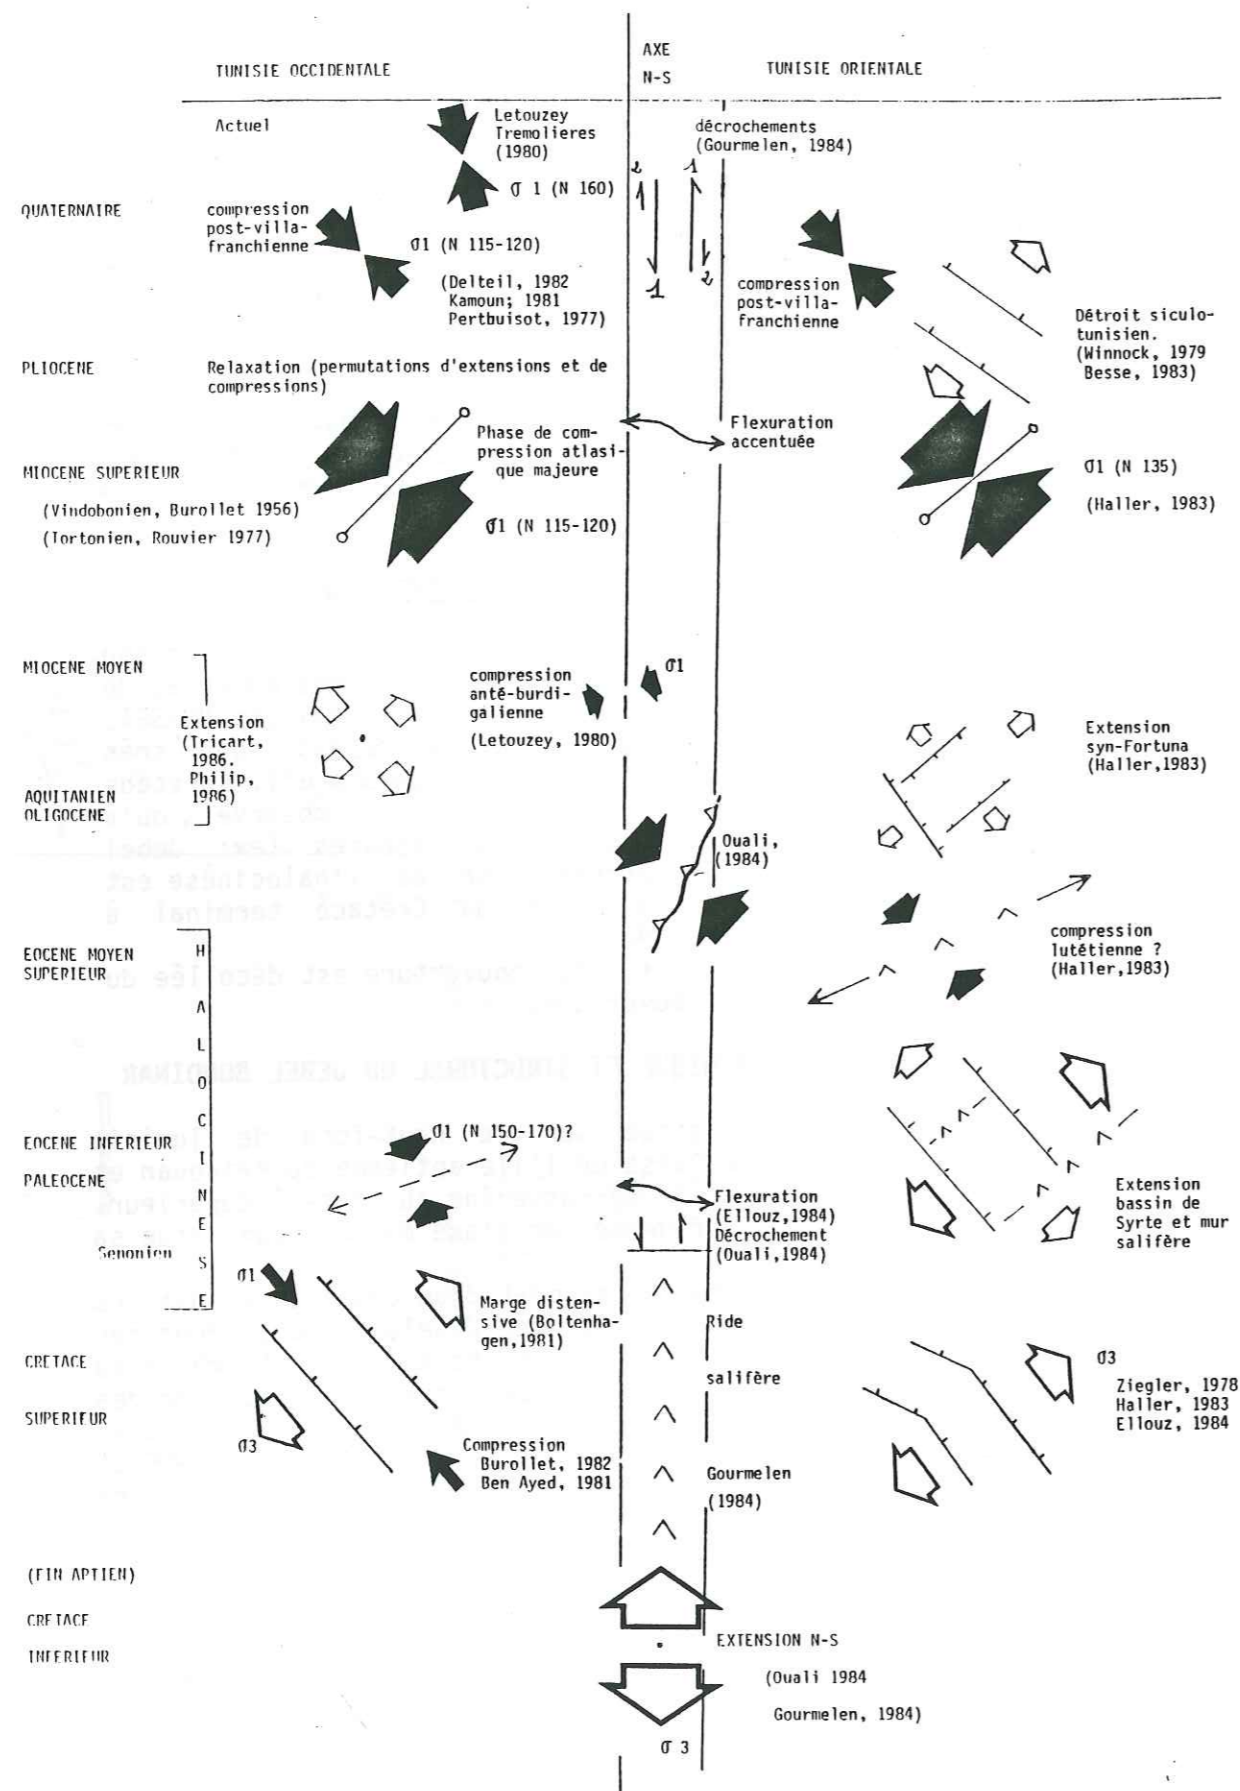 TUNISIE OCCIDENTALE
AXE
N-S
TUNISIE ORIENTALE
Actuel
Letouzey
Tremolieres
(1980)
décrochements
(Gourmelen, 1984)
2
1
σ 1 (N 160)
QUATERNAIRE
compression
post-villa-
franchienne
σ1 (N 115-120)
(Delteil, 1982
Kamoun; 1981
Pertbuisot, 1977)
1
2
compression
post-villa-
franchienne
Détroit siculo-
tunisien.
(Winnock, 1979
Besse, 1983)
PLIOCENE
Relaxation (permutations d'extensions et de
compressions)
Phase de com-
pression atlasi-
que majeure
Flexuration
accentuée
MIOCENE SUPERIEUR
(Vindobonien, Burollet 1956)
(Tortonien, Rouvier 1977)
σ1 (N 115-120)
σ1 (N 135)
(Haller, 1983)
MIOCENE MOYEN
compression
anté-burdi-
galienne
(Letouzey, 1980)
σ1
Extension
(Tricart,
1986.
Philip,
1986)
Extension
syn-Fortuna
(Haller,1983)
AQUITANIEN
OLIGOCENE
Ouali,
(1984)
compression
lutétienne ?
(Haller,1983)
EOCENE MOYEN
SUPERIEUR
H
A
L
O
C
I
N
E
S
E
EOCENE INFERIEUR
σ1 (N 150-170)?
PALEOCENE
Flexuration
(Ellouz,1984)
Décrochement
(Ouali,1984)
Extension
bassin de
Syrte et mur
salifère
Senonien
σ1
Marge disten-
sive (Boltenha-
gen,1981)
Ride
salifère
CRETACE
SUPERIEUR
σ3
Compression
Burollet, 1982
Ben Ayed, 1981
Gourmelen
(1984)
σ3
Ziegler, 1978
Haller, 1983
Ellouz, 1984
(FIN APTIEN)
CRETACE
INFERIEUR
EXTENSION N-S
(Ouali 1984
Gourmelen, 1984)
σ 3